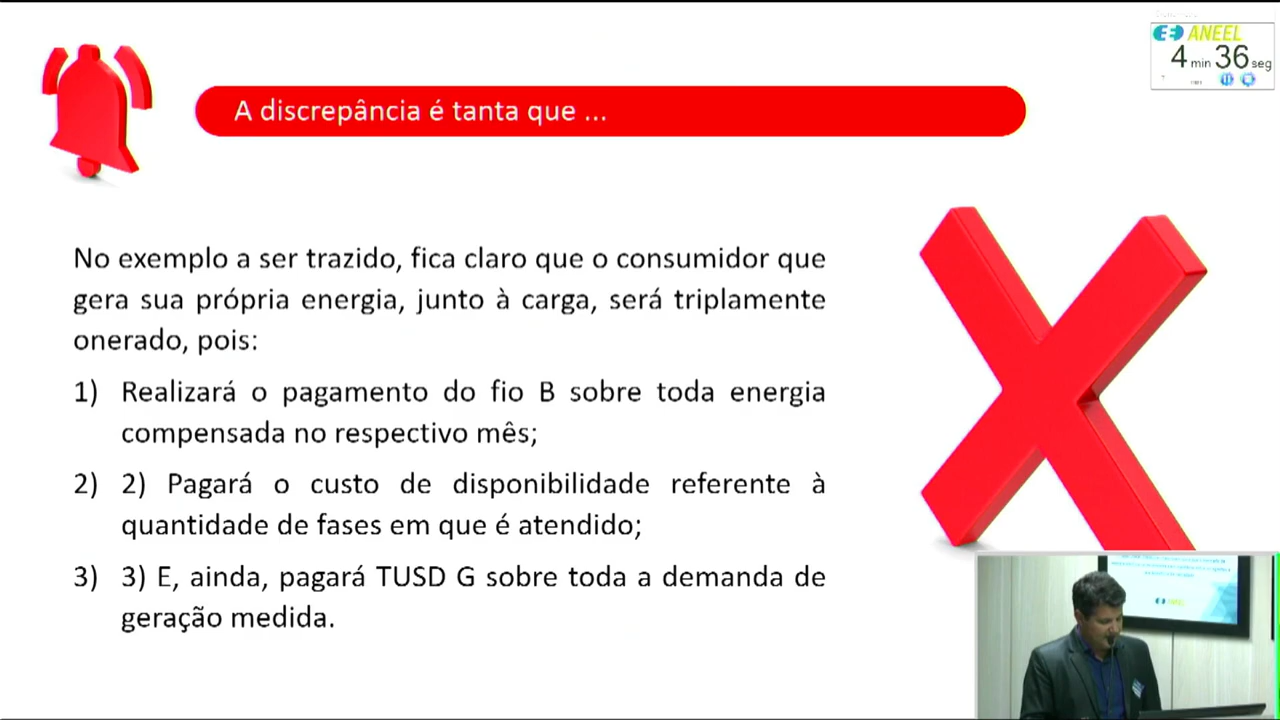 ANEEL
4 min 36 seg
A discrepância é tanta que ...
No exemplo a ser trazido, fica claro que o consumidor que
gera sua própria energia, junto à carga, será triplamente
onerado, pois:
1) Realizará o pagamento do fio B sobre toda energia
compensada no respectivo mês;
2) 2) Pagará o custo de disponibilidade referente à
quantidade de fases em que é atendido;
3) 3) E, ainda, pagará TUSD G sobre toda a demanda de
geração medida.
ANEEL